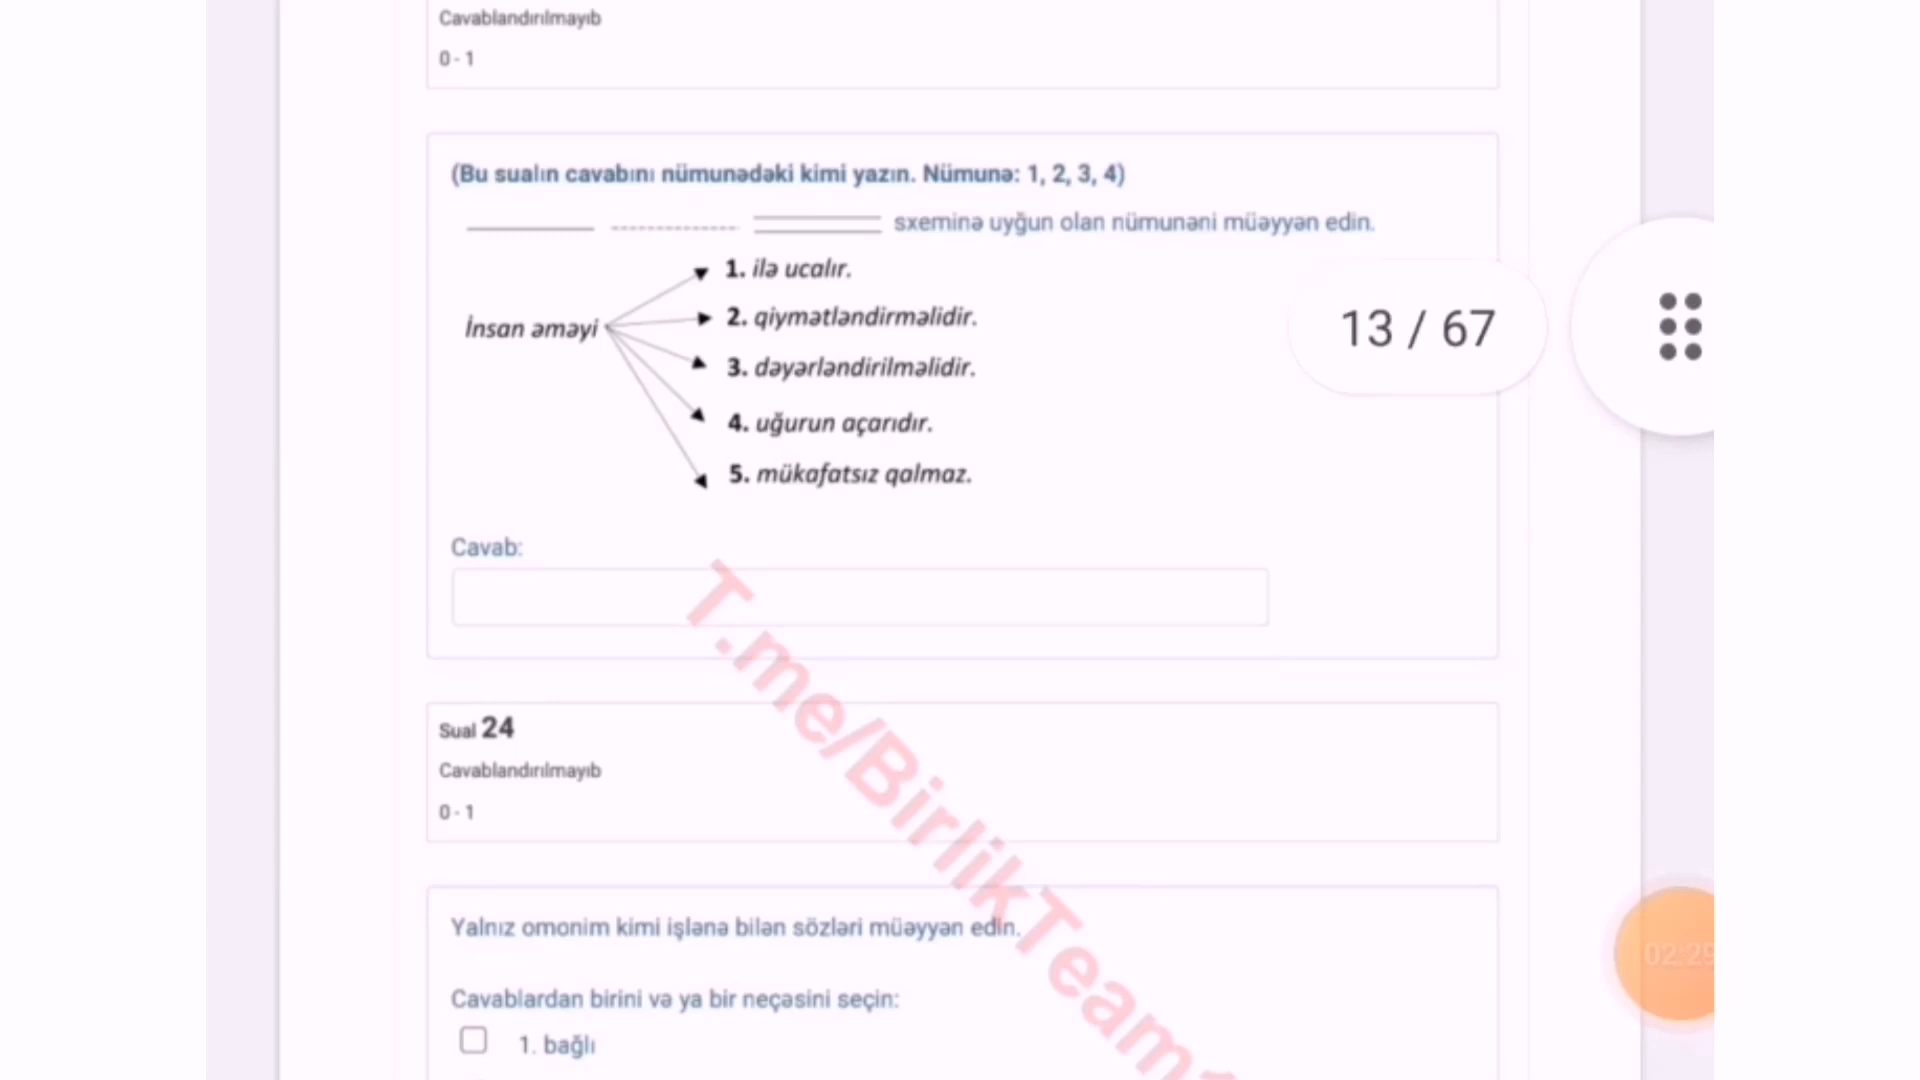 Cavablandırılmayıb
0 - 1
(Bu sualın cavabını nümunədəki kimi yazın. Nümunə: 1, 2, 3, 4)
sxeminə uyğun olan nümunəni müəyyən edin.
1. ilə ucalır.
2. qiymətləndirməlidir.
İnsan əməyi
3. dəyərləndirilməlidir.
4. uğurun açarıdır.
5. mükafatsız qalmaz.
13 / 67
Cavab:
Sual 24
Cavablandırılmayıb
0 - 1
Yalnız omonim kimi işlənə bilən sözləri müəyyən edin.
Cavablardan birini və ya bir neçəsini seçin:
1. bağlı
T.me/BirlikTeam
02:29